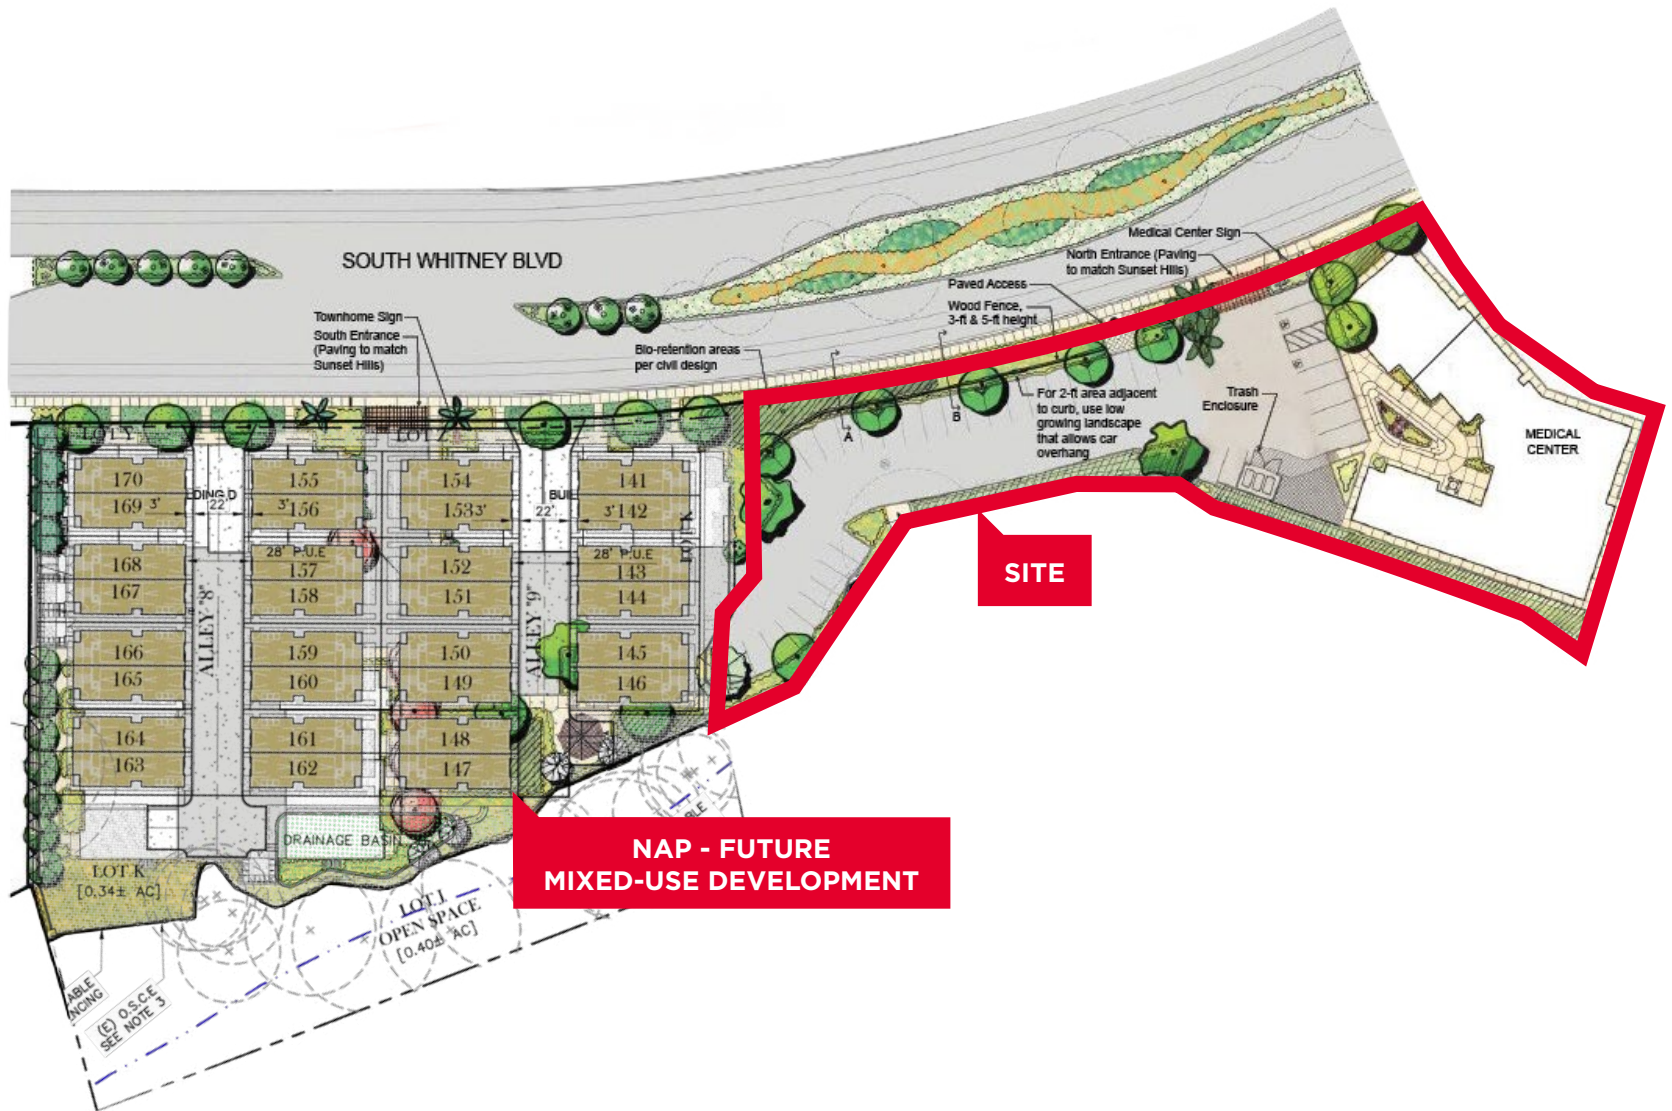 SOUTH WHITNEY BLVD
Medical Center Sign
North Entrance (Paving
to match Sunset Hills)
Paved Access
Wood Fence,
3-ft & 5-ft height
Townhome Sign
South Entrance
(Paving to match
Sunset Hills)
Bio-retention areas
per civil design
For 2-ft area adjacent
to curb, use low
growing landscape
that allows car
overhang
Trash
Enclosure
A
B
MEDICAL
CENTER
SITE
LOT Y
LOT Z
170
169
3'
22'
3'
155
156
154
153
3'
22'
3'
141
142
28' P.U.E
28' P.U.E
168
167
157
158
152
151
143
144
ALLEY "8"
ALLEY "9"
166
165
159
160
150
149
145
146
164
163
161
162
148
147
DRAINAGE BASIN
NAP - FUTURE
MIXED-USE DEVELOPMENT
LOT K
[0.34± AC]
LOT I
OPEN SPACE
[0.40± AC]
(E) O.S.C.E
SEE NOTE 3